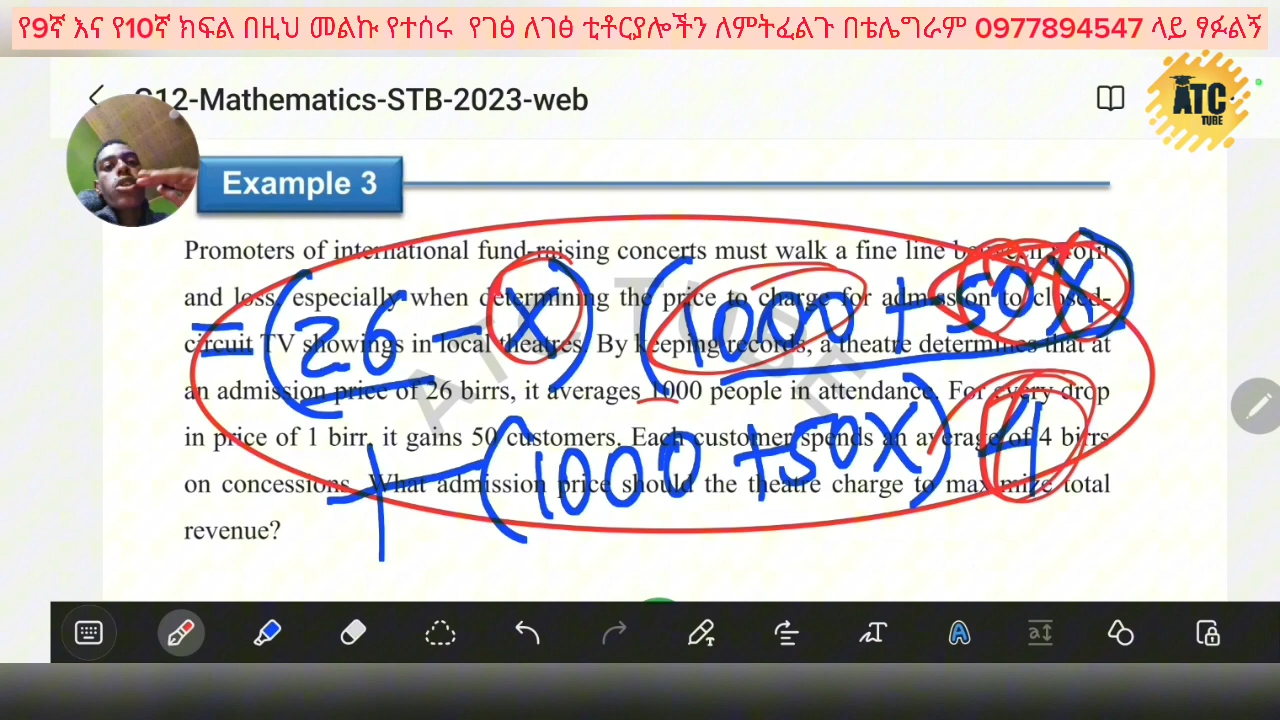 የ9ኛ እና የ10ኛ ክፍል በዚህ መልኩ የተሰሩ የገፅ ለገፅ ቲቶርያሎችን ለምትፈልጉ በቴሌግራም 0977894547 ላይ ፃፉልኝ
12-Mathematics-STB-2023-web
ATC
TUBE
Example 3
Promoters of international fund-raising concerts must walk a fine line between profit
and loss, especially when determining the price to charge for admission to closed-
circuit TV showings in local theatres. By keeping records, a theatre determines that at
an admission price of 26 birrs, it averages 1000 people in attendance. For every drop
in price of 1 birr, it gains 50 customers. Each customer spends an average of 4 birrs
on concessions. What admission price should the theatre charge to maximize total
revenue?
= (26 - X) (1000 + 50X)
+ (1000 + 50X) 4